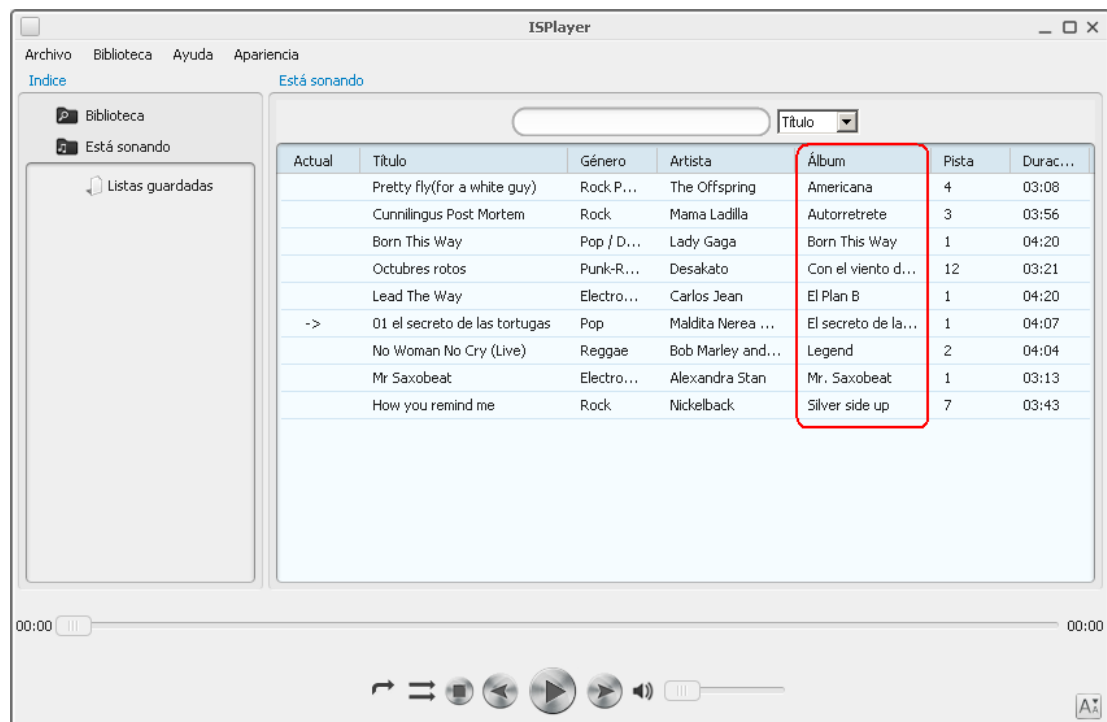 ISPlayer
Archivo Biblioteca Ayuda Apariencia
Indice
Está sonando
Biblioteca
Está sonando
Listas guardadas
Título
Actual Título Género Artista Álbum Pista Durac...
Pretty fly(for a white guy) Rock P... The Offspring Americana 4 03:08
Cunnilingus Post Mortem Rock Mama Ladilla Autorretrete 3 03:56
Born This Way Pop / D... Lady Gaga Born This Way 1 04:20
Octubres rotos Punk-R... Desakato Con el viento d... 12 03:21
Lead The Way Electro... Carlos Jean El Plan B 1 04:20
-> 01 el secreto de las tortugas Pop Maldita Nerea ... El secreto de la... 1 04:07
No Woman No Cry (Live) Reggae Bob Marley and... Legend 2 04:04
Mr Saxobeat Electro... Alexandra Stan Mr. Saxobeat 1 03:13
How you remind me Rock Nickelback Silver side up 7 03:43
00:00 00:00